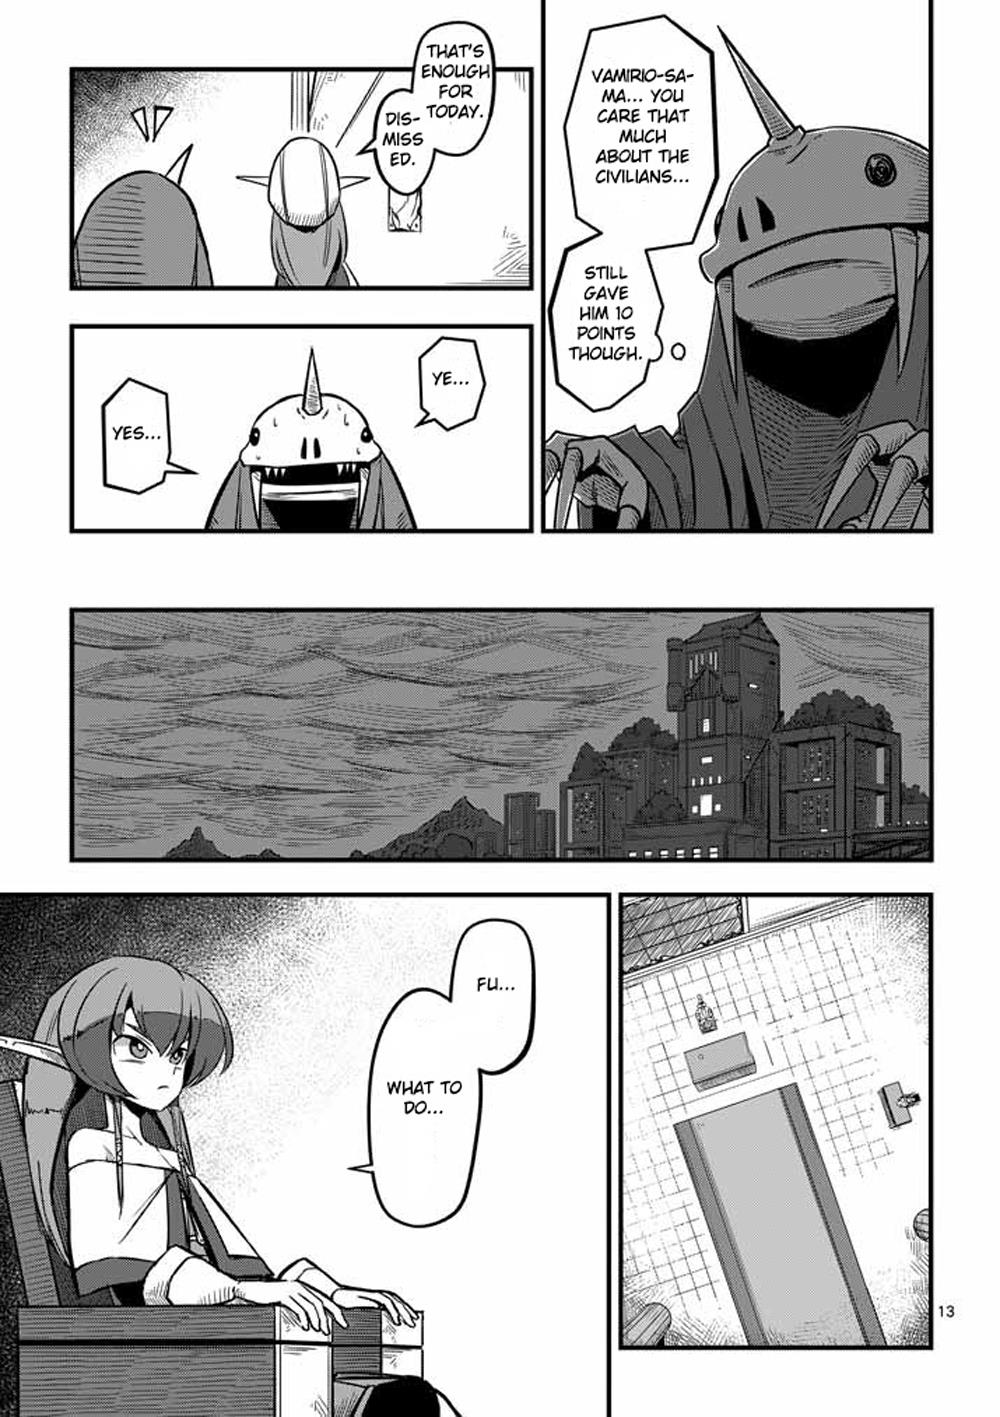 VAMIRIO-SA-
MA... YOU
CARE THAT
MUCH
ABOUT THE
CIVILIANS...
STILL
GAVE
HIM 10
POINTS
THOUGH.
THAT'S
ENOUGH
FOR
TODAY.
DIS-
MISS
ED.
YE...
YES...
FU...
WHAT TO
DO...
13